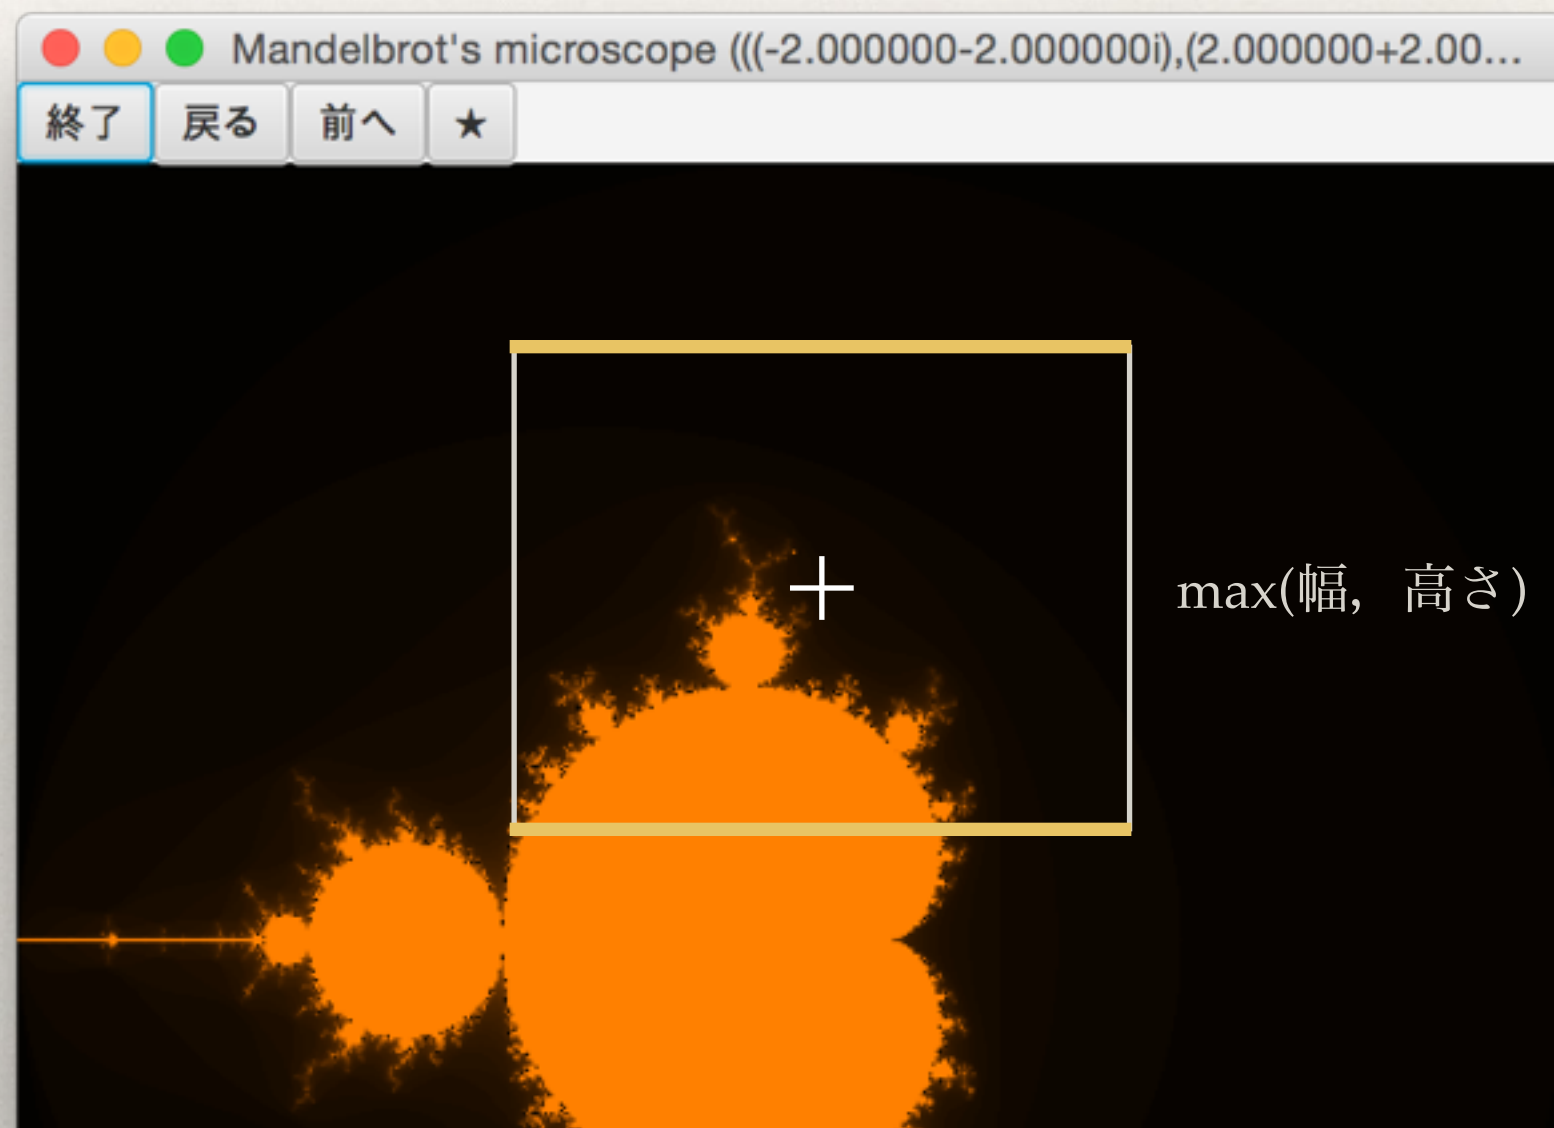 Mandelbrot's microscope (((-2.000000-2.000000i),(2.000000+2.00...
終了 戻る 前へ ★
max(幅, 高さ)